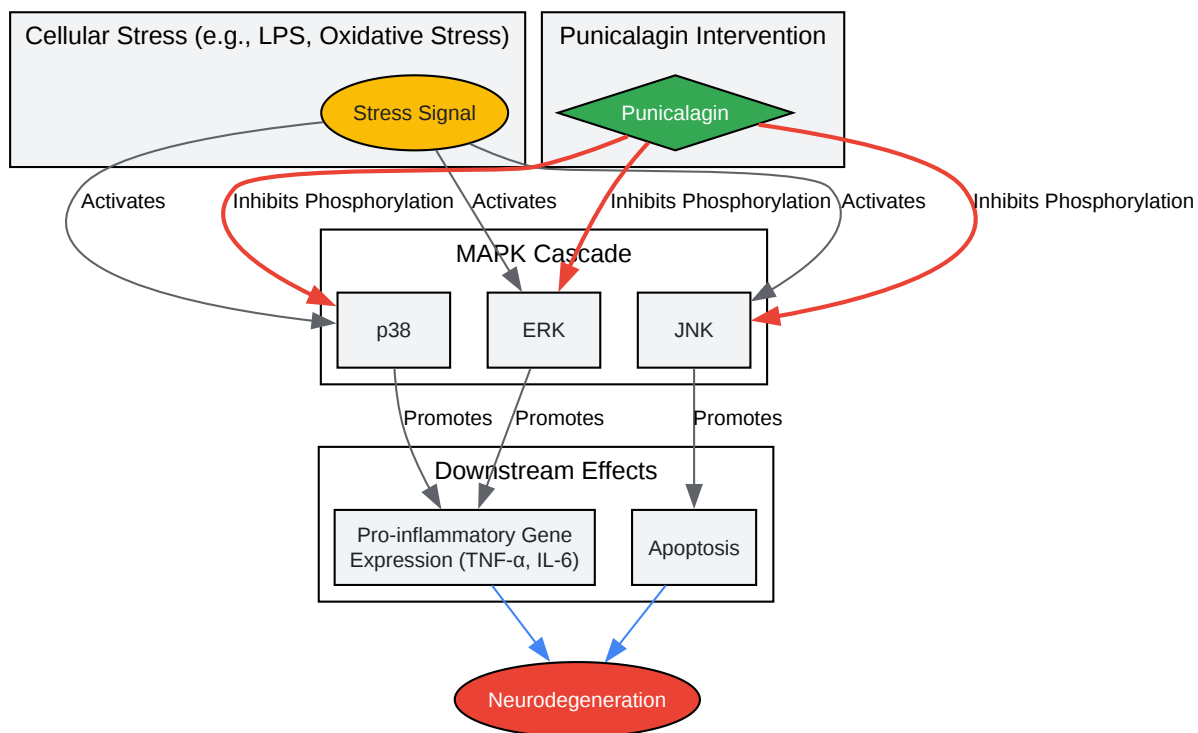 Cellular Stress (e.g., LPS, Oxidative Stress)
Punicalagin Intervention
Stress Signal
Punicalagin
Activates
Inhibits Phosphorylation
Activates
Inhibits Phosphorylation
Activates
Inhibits Phosphorylation
MAPK Cascade
p38
ERK
JNK
Promotes
Promotes
Promotes
Downstream Effects
Pro-inflammatory Gene
Expression (TNF-α, IL-6)
Apoptosis
Neurodegeneration